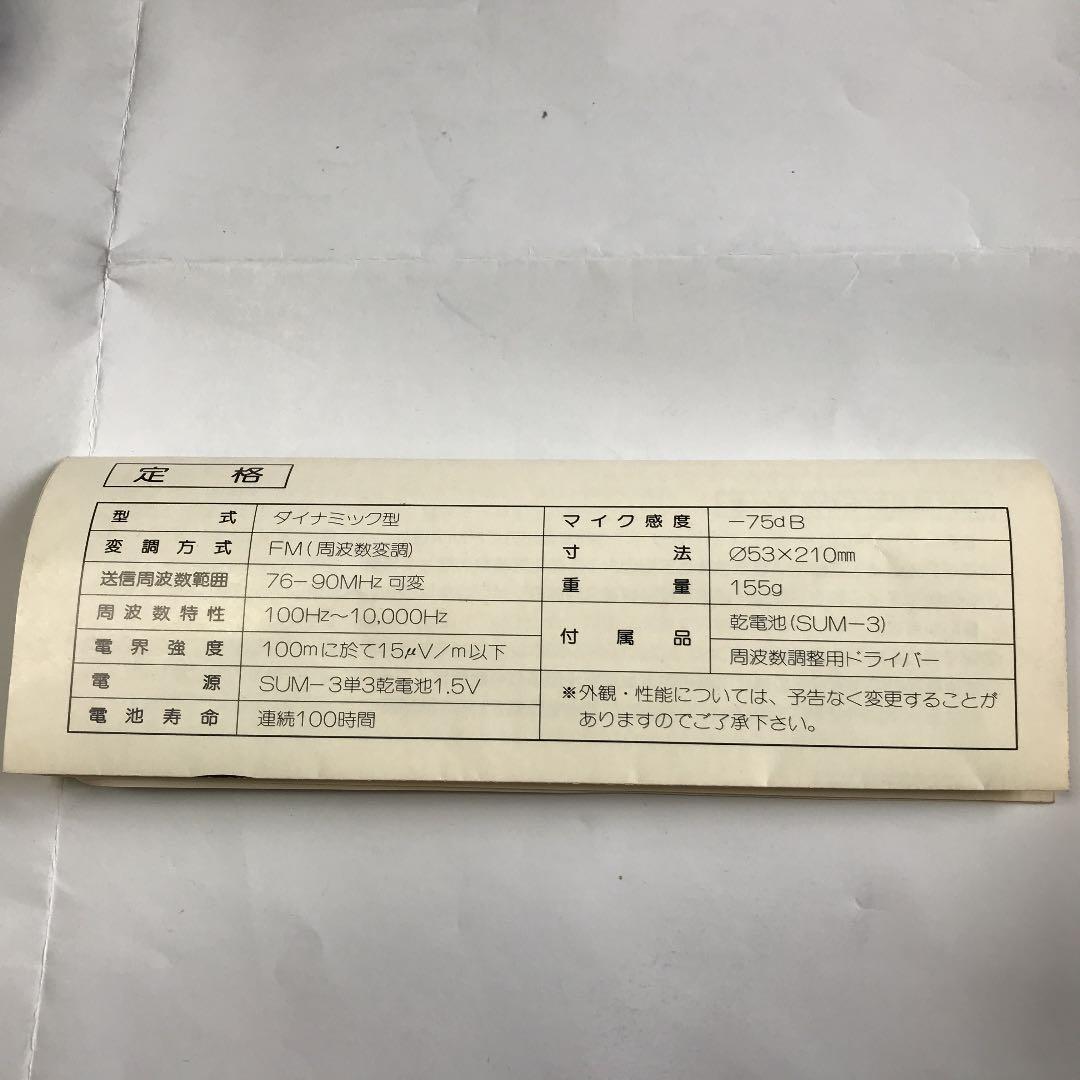 定格
型式 ダイナミック型
変調方式 FM(周波数変調)
送信周波数範囲 76-90MHz 可変
周波数特性 100Hz〜10,000Hz
電界強度 100mに於て15μV/m以下
電源 SUM-3単3乾電池1.5V
電池寿命 連続100時間
マイク感度 -75dB
寸法 Ø53×210mm
重量 155g
付属品 乾電池(SUM-3)
周波数調整用ドライバー
※外観・性能については、予告なく変更することが
ありますのでご了承下さい。